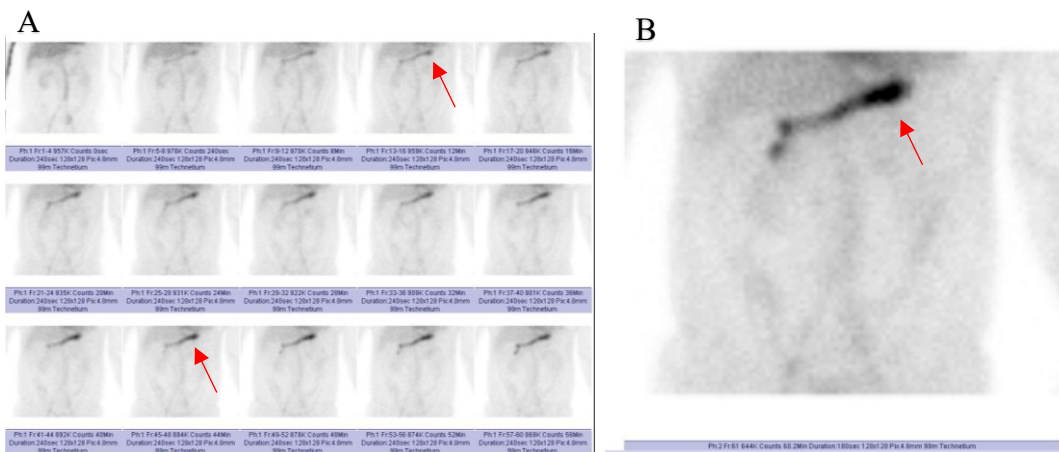 A
Ph:1 Fr:1-4 957K Counts 0sec
Duration:240sec 128x128 Pix:4.8mm
99m Technetium
Ph:1 Fr:5-8 978K Counts 240sec
Duration:240sec 128x128 Pix:4.8mm
99m Technetium
Ph:1 Fr:9-12 970K Counts 8Min
Duration:240sec 128x128 Pix:4.8mm
99m Technetium
Ph:1 Fr:13-16 959K Counts 12Min
Duration:240sec 128x128 Pix:4.8mm
99m Technetium
Ph:1 Fr:17-20 946K Counts 16Min
Duration:240sec 128x128 Pix:4.8mm
99m Technetium
Ph:1 Fr:21-24 935K Counts 20Min
Duration:240sec 128x128 Pix:4.8mm
99m Technetium
Ph:1 Fr:25-28 931K Counts 24Min
Duration:240sec 128x128 Pix:4.8mm
99m Technetium
Ph:1 Fr:29-32 922K Counts 28Min
Duration:240sec 128x128 Pix:4.8mm
99m Technetium
Ph:1 Fr:33-36 Counts 32Min
Duration:240sec 128x128 Pix:4.8mm
99m Technetium
Ph:1 Fr:37-40 Counts 36Min
Duration:240sec 128x128 Pix:4.8mm
99m Technetium
Ph:1 Fr:41-44 892K Counts 40Min
Duration:240sec 128x128 Pix:4.8mm
99m Technetium
Ph:1 Fr:45-48 884K Counts 44Min
Duration:240sec 128x128 Pix:4.8mm
99m Technetium
Ph:1 Fr:49-52 878K Counts 48Min
Duration:240sec 128x128 Pix:4.8mm
99m Technetium
Ph:1 Fr:53-56 874K Counts 52Min
Duration:240sec 128x128 Pix:4.8mm
99m Technetium
Ph:1 Fr:57-60 Counts 56Min
Duration:240sec 128x128 Pix:4.8mm
99m Technetium
B
Ph:2 Fr:61 644K Counts 68.2Min Duration:180sec 128x128 Pix:4.8mm 99m Technetium